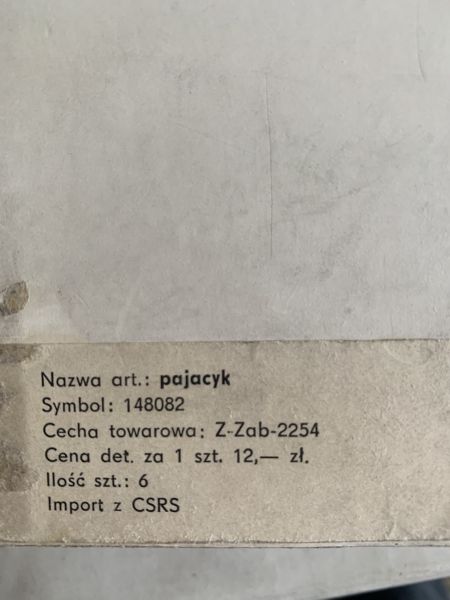 Nazwa art.: pajacyk
Symbol: 148082
Cecha towarowa: Z-Zab-2254
Cena det. za 1 szt. 12,— zł.
Ilość szt.: 6
Import z CSRS